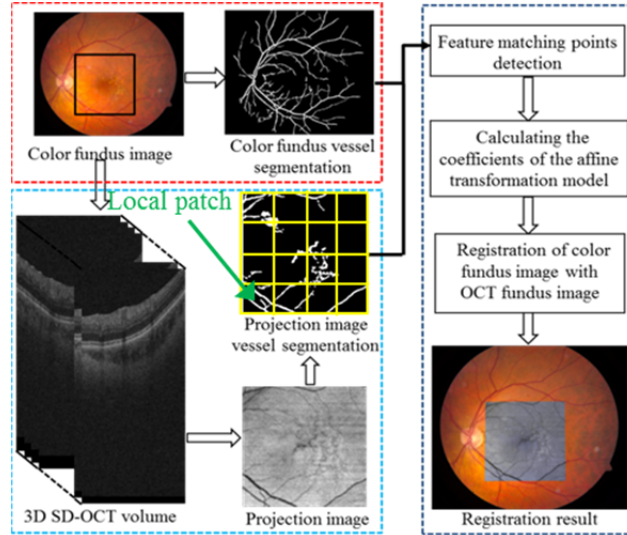 Color fundus image
Color fundus vessel
segmentation
Local patch
Projection image
vessel segmentation
3D SD-OCT volume
Projection image
Feature matching points
detection
Calculating the
coefficients of the affine
transformation model
Registration of color
fundus image with
OCT fundus image
Registration result